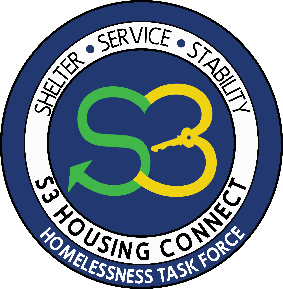 SHELTER • SERVICE • STABILITY
S3
S3 HOUSING CONNECT
HOMELESSNESS TASK FORCE